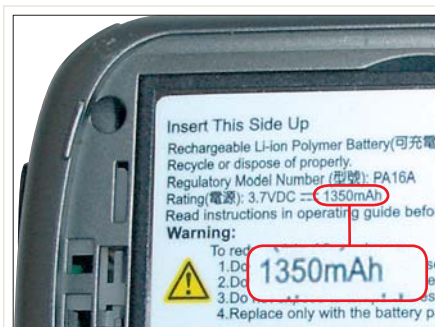 Insert This Side Up
Rechargeable Li-ion Polymer Battery(可充電
Recycle or dispose of properly.
Regulatory Model Number (型號): PA16A
Rating(電源): 3.7VDC ⎓ 1350mAh
Read instructions in operating guide befo
Warning:
To red
1.Do
1350mAh
2.Do
3.Do
4.Replace only with the battery p